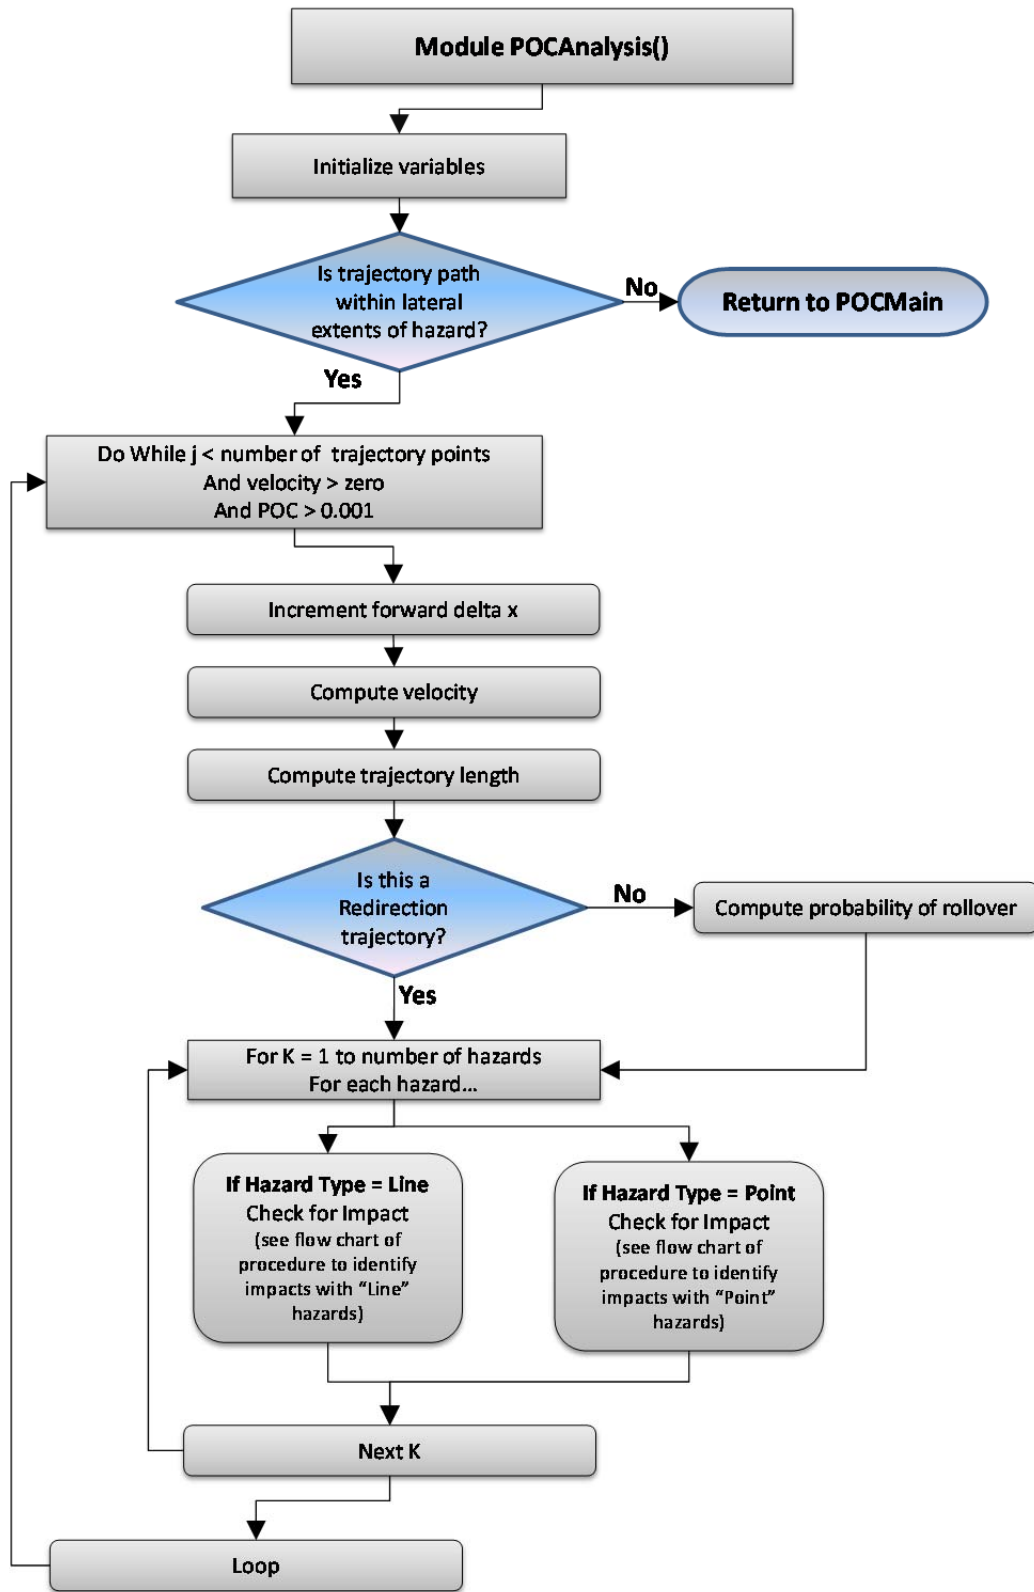 Module POCAnalysis()
Initialize variables
Is trajectory path
within lateral
extents of hazard?
No
Return to POCMain
Yes
Do While j < number of trajectory points
And velocity > zero
And POC > 0.001
Increment forward delta x
Compute velocity
Compute trajectory length
Is this a
Redirection
trajectory?
No
Compute probability of rollover
Yes
For K = 1 to number of hazards
For each hazard...
If Hazard Type = Line
Check for Impact
(see flow chart of
procedure to identify
impacts with “Line”
hazards)
If Hazard Type = Point
Check for Impact
(see flow chart of
procedure to identify
impacts with “Point”
hazards)
Next K
Loop